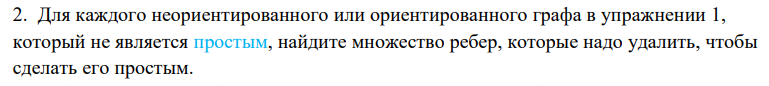 2. Для каждого неориентированного или ориентированного графа в упражнении 1,
который не является простым, найдите множество ребер, которые надо удалить, чтобы
сделать его простым.